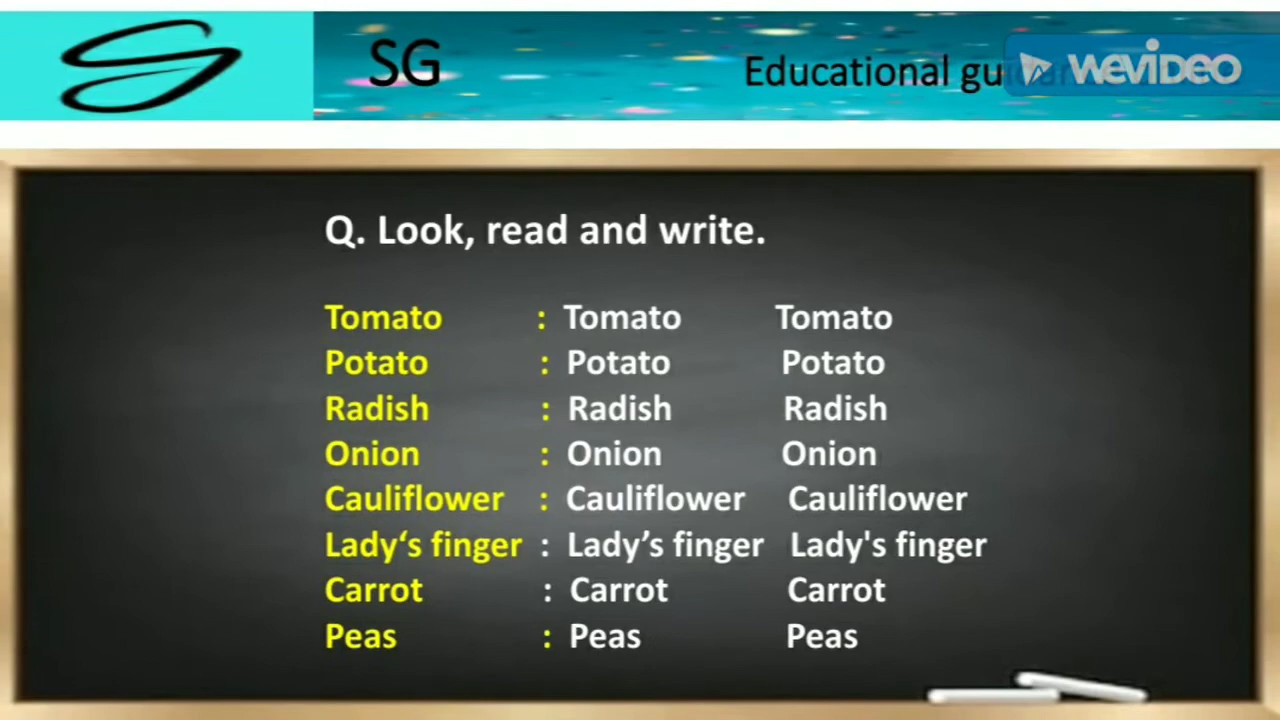 SG
Educational
WEVIDEO
Q. Look, read and write.
Tomato : Tomato Tomato
Potato : Potato Potato
Radish : Radish Radish
Onion : Onion Onion
Cauliflower : Cauliflower Cauliflower
Lady‘s finger : Lady’s finger Lady's finger
Carrot : Carrot Carrot
Peas : Peas Peas